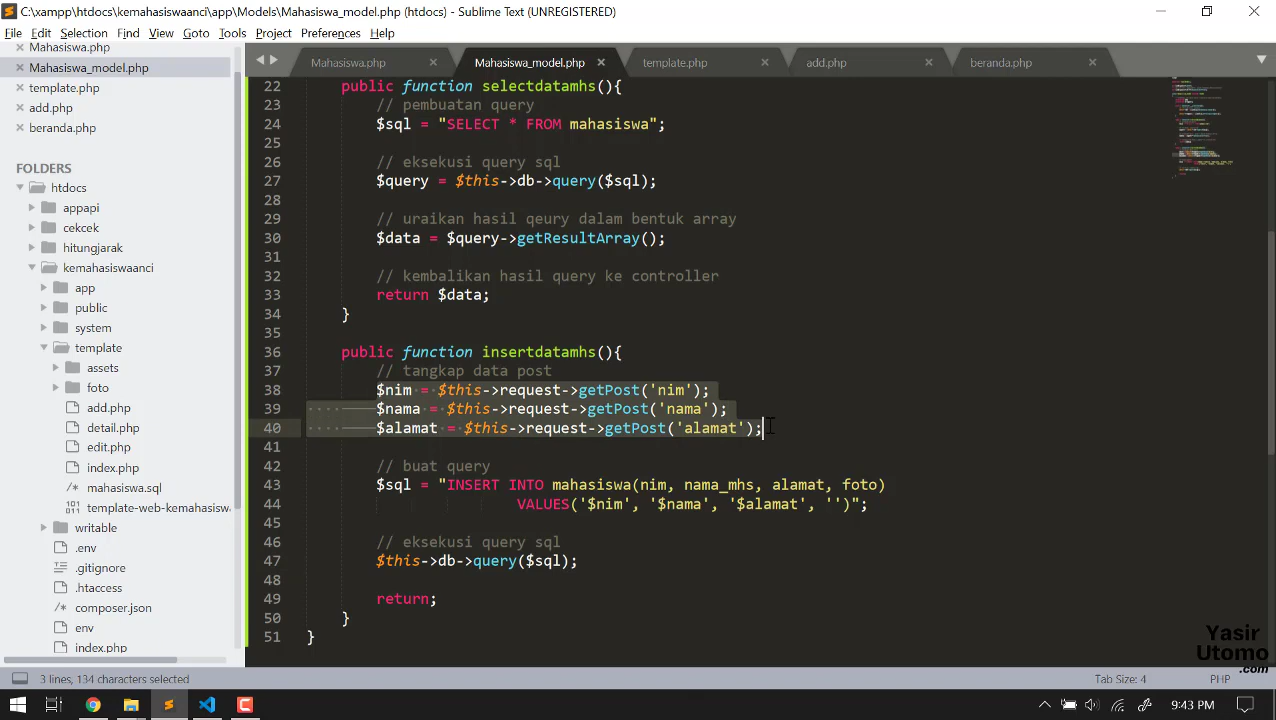 C:\xampp\htdocs\kemahasiswaanci\app\Models\Mahasiswa_model.php (htdocs) - Sublime Text (UNREGISTERED)
File Edit Selection Find View Goto Tools Project Preferences Help
Mahasiswa.php
Mahasiswa_model.php
template.php
add.php
beranda.php
FOLDERS
htdocs
appapi
cekcek
hitungjarak
kemahasiswaanci
app
public
system
template
assets
foto
add.php
detail.php
edit.php
index.php
mahasiswa.sql
template-web-kemahasisw
writable
.env
.gitignore
.htaccess
composer.json
env
index.php
Mahasiswa.php Mahasiswa_model.php template.php add.php beranda.php
22 public function selectdatamhs(){
23 // pembuatan query
24 $sql = "SELECT * FROM mahasiswa";
25
26 // eksekusi query sql
27 $query = $this->db->query($sql);
28
29 // uraikan hasil qeury dalam bentuk array
30 $data = $query->getResultArray();
31
32 // kembalikan hasil query ke controller
33 return $data;
34 }
35
36 public function insertdatamhs(){
37 // tangkap data post
38 $nim = $this->request->getPost('nim');
39 $nama = $this->request->getPost('nama');
40 $alamat = $this->request->getPost('alamat');
41
42 // buat query
43 $sql = "INSERT INTO mahasiswa(nim, nama_mhs, alamat, foto)
44 VALUES('$nim', '$nama', '$alamat', '')";
45
46 // eksekusi query sql
47 $this->db->query($sql);
48
49 return;
50 }
51 }
Yasir
Utomo
.com
3 lines, 134 characters selected Tab Size: 4 PHP
9:43 PM